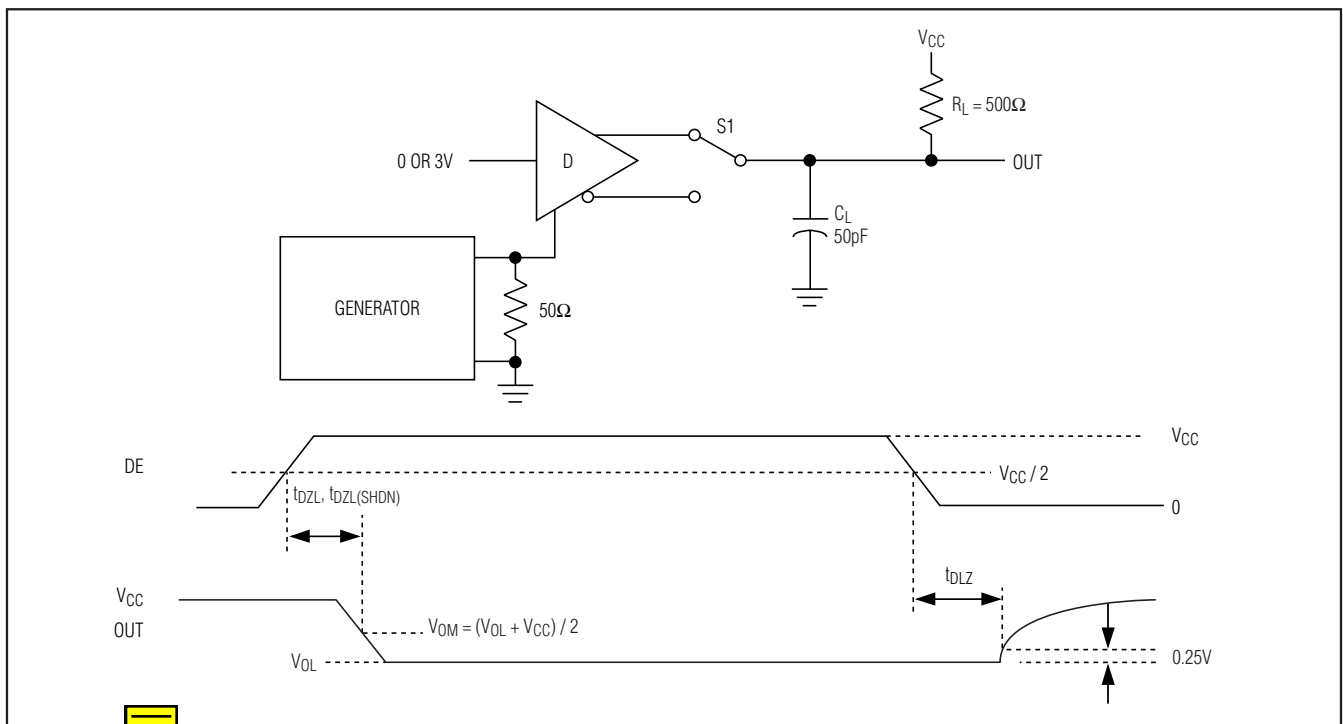 VCC
RL = 500Ω
S1
0 OR 3V
D
OUT
CL
50pF
GENERATOR
50Ω
VCC
DE
VCC / 2
tDZL, tDZL(SHDN)
0
tDLZ
VCC
OUT
VOM = (VOL + VCC) / 2
VOL
0.25V